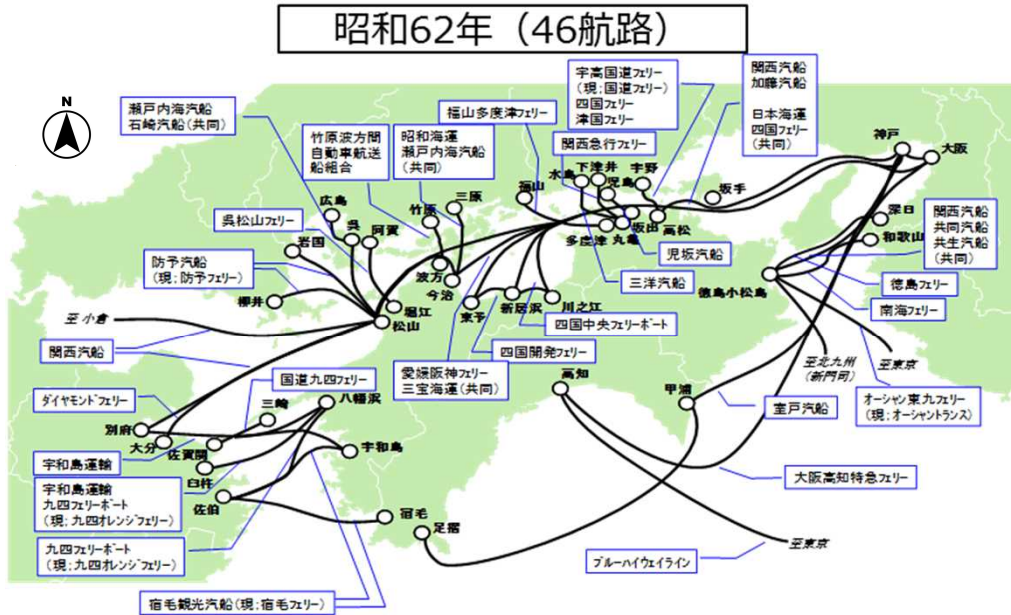 昭和62年（46航路）
N
瀬戸内海汽船
石崎汽船(共同)
竹原波方間
自動車航送
船組合
昭和海運
瀬戸内海汽船
(共同)
福山多度津フェリー
宇高国道フェリー
(現;国道フェリー)
四国フェリー
津国フェリー
関西急行フェリー
関西汽船
加藤汽船
日本海運
四国フェリー
(共同)
神戸
大阪
広島
呉
阿賀
竹原
三原
福山
水島
下津井
児島
宇野
坂手
深日
和歌山
関西汽船
共同汽船
共生汽船
(共同)
呉松山フェリー
岩国
防予汽船
(現;防予フェリー)
柳井
波方
今治
多度津
丸亀
坂出
高松
児坂汽船
三洋汽船
徳島小松島
徳島フェリー
南海フェリー
至小倉
堀江
松山
東予
新居浜
川之江
四国中央フェリーボート
四国開発フェリー
関西汽船
愛媛阪神フェリー
三宝海運(共同)
高知
甲浦
至北九州
(新門司)
至東京
オーシャン東九フェリー
(現;オーシャントランス)
室戸汽船
国道九四フェリー
ダイヤモンドフェリー
三崎
八幡浜
別府
大分
佐賀関
宇和島
宇和島運輸
臼杵
宇和島運輸
九四フェリーボート
(現;九四オレンジフェリー)
佐伯
宿毛
足摺
大阪高知特急フェリー
九四フェリーボート
(現;九四オレンジフェリー)
ブルーハイウェイライン
至東京
宿毛観光汽船(現;宿毛フェリー)